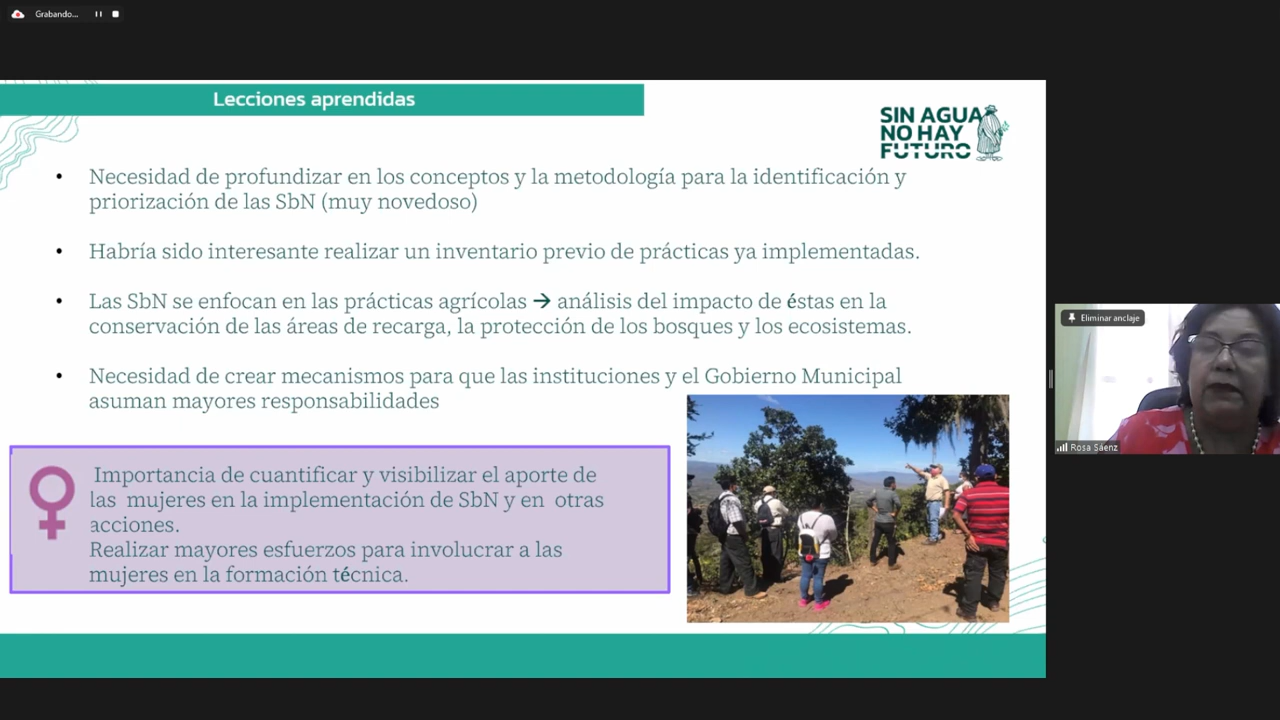 Grabando...
Lecciones aprendidas
SIN AGUA
NO HAY
FUTURO
• Necesidad de profundizar en los conceptos y la metodología para la identificación y
priorización de las SbN (muy novedoso)
• Habría sido interesante realizar un inventario previo de prácticas ya implementadas.
• Las SbN se enfocan en las prácticas agrícolas → análisis del impacto de éstas en la
conservación de las áreas de recarga, la protección de los bosques y los ecosistemas.
• Necesidad de crear mecanismos para que las instituciones y el Gobierno Municipal
asuman mayores responsabilidades
Importancia de cuantificar y visibilizar el aporte de
las mujeres en la implementación de SbN y en otras
acciones.
Realizar mayores esfuerzos para involucrar a las
mujeres en la formación técnica.
Eliminar anclaje
Rosa Sáenz